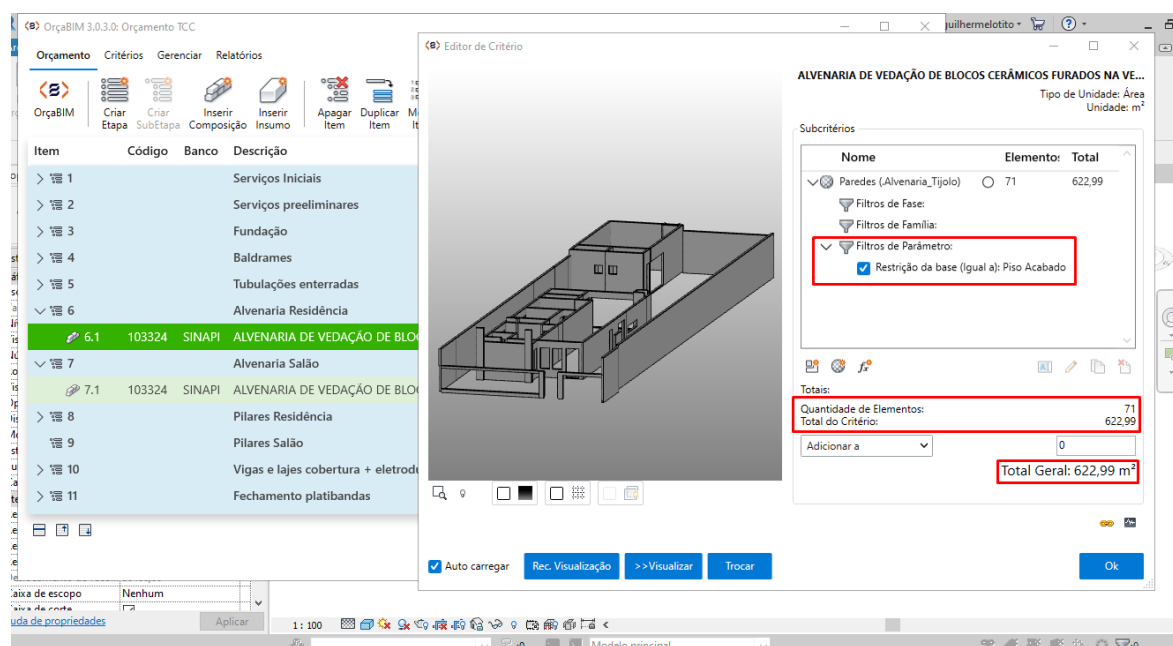 OrçaBIM 3.0.3.0: Orçamento TCC
guilhermelotito
Orçamento Critérios Gerenciar Relatórios
OrçaBIM
Criar Etapa
Criar SubEtapa
Inserir Composição
Inserir Insumo
Apagar Item
Duplicar Item
Item Código Banco Descrição
1 Serviços Iniciais
2 Serviços preeliminares
3 Fundação
4 Baldrames
5 Tubulações enterradas
6 Alvenaria Residência
6.1 103324 SINAPI ALVENARIA DE VEDAÇÃO DE BLO
7 Alvenaria Salão
7.1 103324 SINAPI ALVENARIA DE VEDAÇÃO DE BLO
8 Pilares Residência
9 Pilares Salão
10 Vigas e lajes cobertura + eletrodu
11 Fechamento platibandas
Editor de Critério
ALVENARIA DE VEDAÇÃO DE BLOCOS CERÂMICOS FURADOS NA VE...
Tipo de Unidade: Área
Unidade: m²
Subcritérios
Nome Elemento: Total
Paredes (.Alvenaria_Tijolo) 71 622,99
Filtros de Fase:
Filtros de Família:
Filtros de Parâmetro:
Restrição da base (Igual a): Piso Acabado
Totais:
Quantidade de Elementos: 71
Total do Critério: 622,99
Adicionar a 0
Total Geral: 622,99 m²
Auto carregar Rec. Visualização >>Visualizar Trocar Ok
aixa de escopo Nenhum
aixa de corte
uda de propriedades Aplicar
1 : 100
Modelo principal